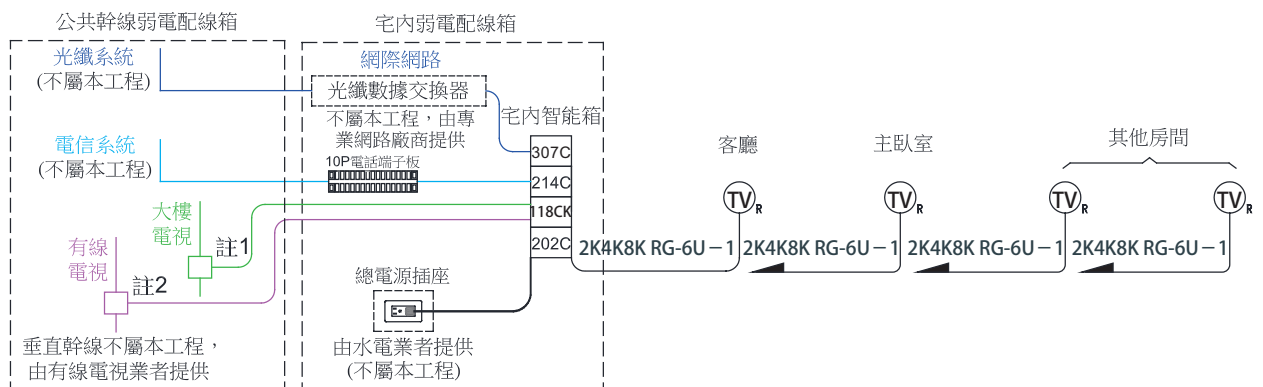 公共幹線弱電配線箱
宅內弱電配線箱
光纖系統
(不屬本工程)
網際網路
光纖數據交換器
不屬本工程，由專
業網路廠商提供
宅內智能箱
電信系統
(不屬本工程)
10P電話端子板
307C
214C
118CK
202C
大樓
電視
註1
有線
電視
註2
垂直幹線不屬本工程，
由有線電視業者提供
總電源插座
由水電業者提供
(不屬本工程)
客廳
主臥室
其他房間
TV R
TV R
TV R
TV R
2K4K8K RG-6U－1
2K4K8K RG-6U－1
2K4K8K RG-6U－1
2K4K8K RG-6U－1